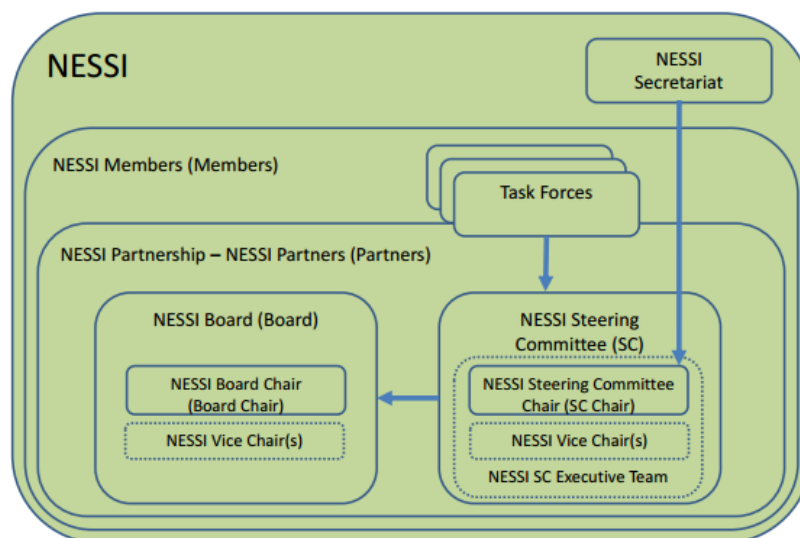 NESSI
NESSI
Secretariat
NESSI Members (Members)
Task Forces
NESSI Partnership – NESSI Partners (Partners)
NESSI Board (Board)
NESSI Board Chair
(Board Chair)
NESSI Vice Chair(s)
NESSI Steering
Committee (SC)
NESSI Steering Committee
Chair (SC Chair)
NESSI Vice Chair(s)
NESSI SC Executive Team